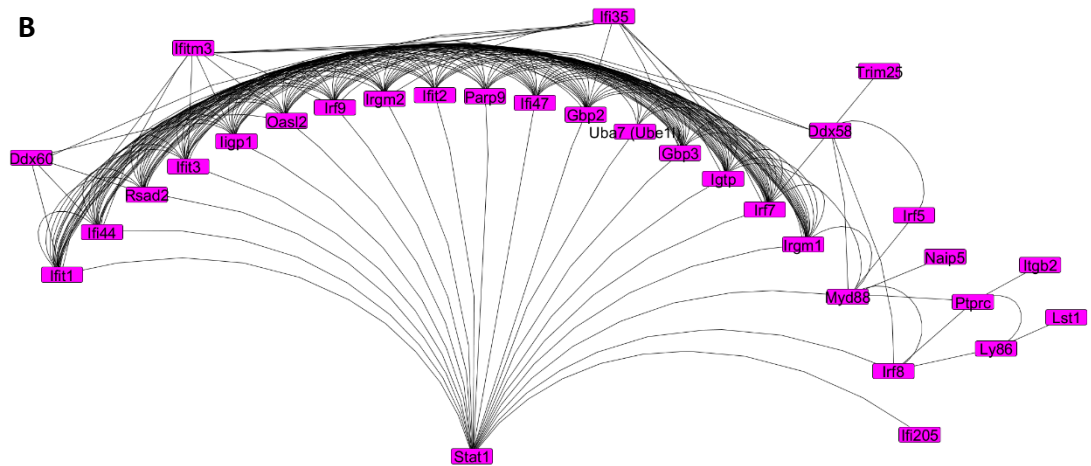 B
Ifi35
Ifitm3
Trim25
Irgm2
Ifit2
Parp9
Ifi47
Irf9
Gbp2
Oasl2
Uba7 (Ube1l)
Ddx58
Iigp1
Gbp3
Ddx60
Ifit3
Igtp
Rsad2
Irf7
Irf5
Ifi44
Irgm1
Naip5
Itgb2
Ifit1
Myd88
Ptprc
Lst1
Ly86
Irf8
Ifi205
Stat1